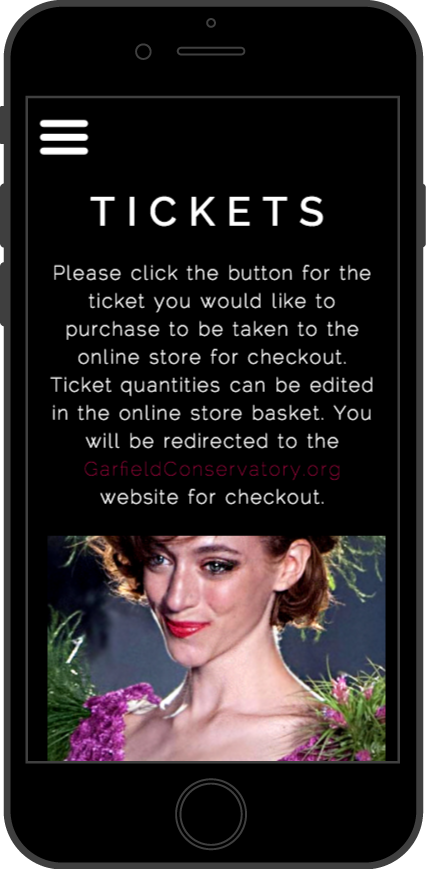 TICKETS
Please click the button for the
ticket you would like to
purchase to be taken to the
online store for checkout.
Ticket quantities can be edited
in the online store basket. You
will be redirected to the
GarfieldConservatory.org
website for checkout.